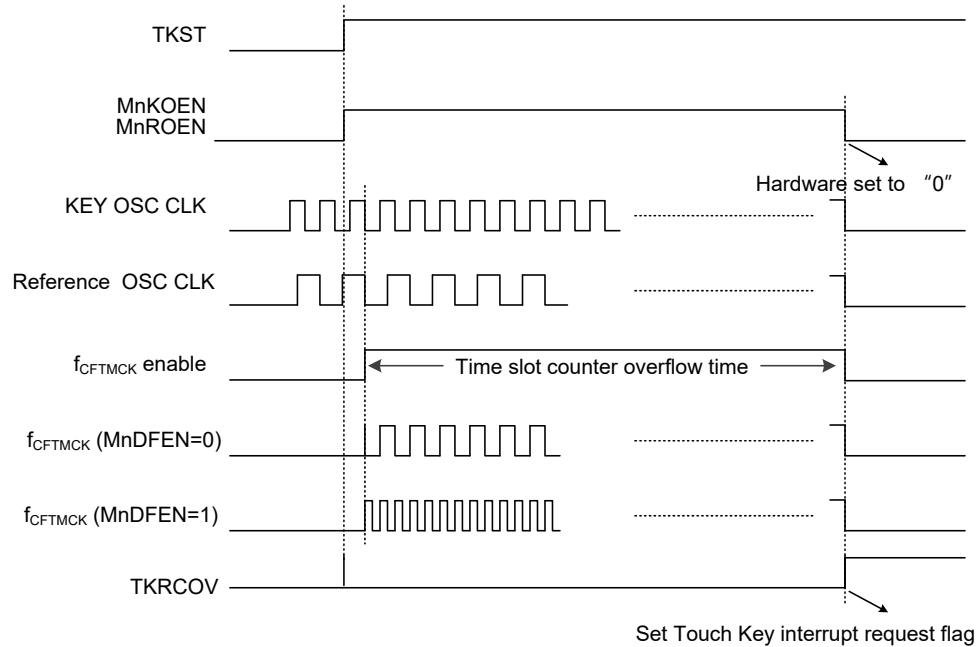 TKST
MnKOEN
MnROEN
Hardware set to “0”
KEY OSC CLK
Reference OSC CLK
fCFTMCK enable
Time slot counter overflow time
fCFTMCK (MnDFEN=0)
fCFTMCK (MnDFEN=1)
TKRCOV
Set Touch Key interrupt request flag